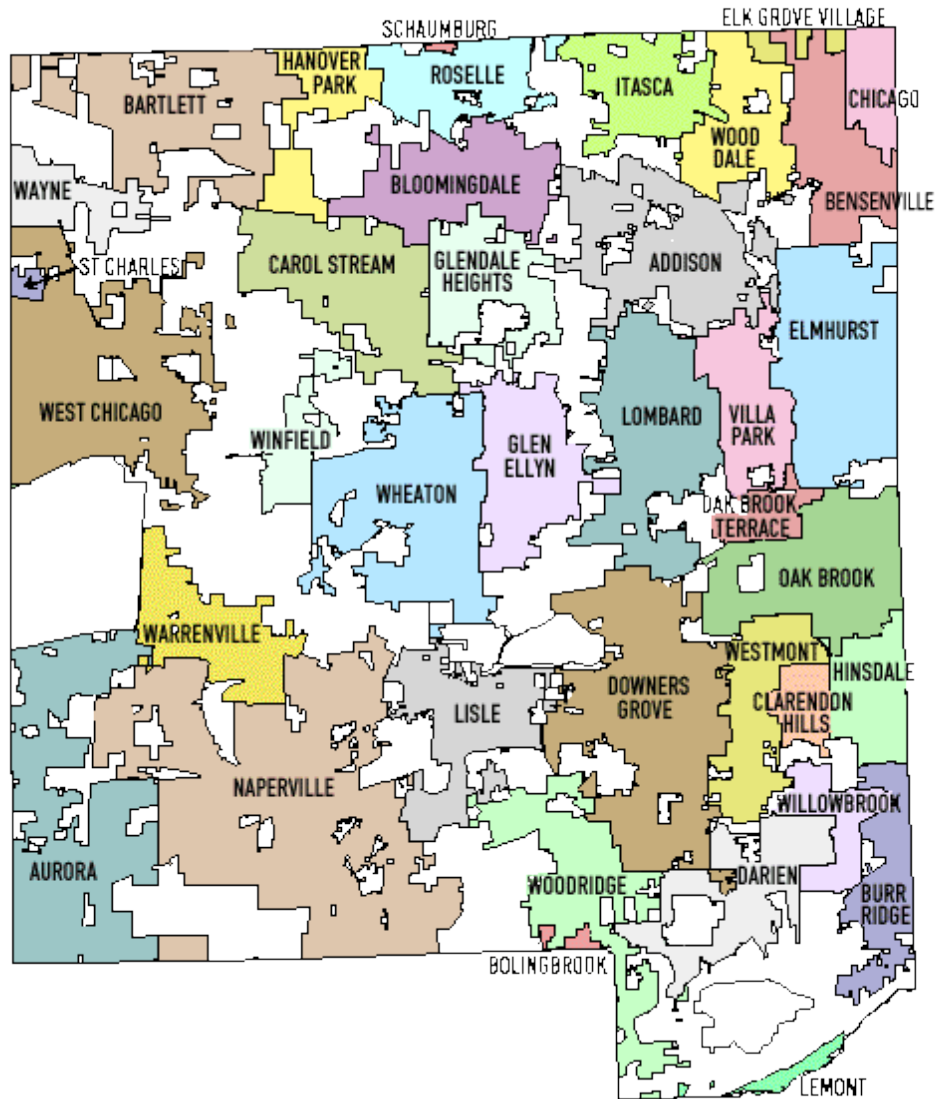 SCHAUMBURG
ELK GROVE VILLAGE
HANOVER
PARK
ROSELLE
ITASCA
BARTLETT
CHICAGO
WOOD
DALE
WAYNE
BLOOMINGDALE
BENSENVILLE
ST CHARLES
CAROL STREAM
GLENDALE
HEIGHTS
ADDISON
ELMHURST
WEST CHICAGO
LOMBARD
VILLA
PARK
WINFIELD
GLEN
ELLYN
WHEATON
OAK BROOK
TERRACE
OAK BROOK
WARRENVILLE
WESTMONT
HINSDALE
DOWNERS
GROVE
CLARENDON
HILLS
LISLE
NAPERVILLE
WILLOWBROOK
AURORA
WOODRIDGE
DARIEN
BURR
RIDGE
BOLINGBROOK
LEMONT